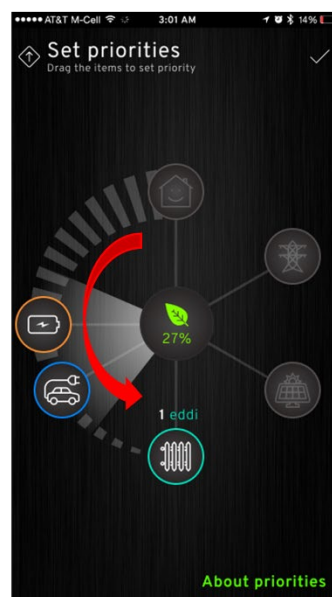 AT&T M-Cell 3:01 AM 14%
Set priorities
Drag the items to set priority
27%
1 eddi
About priorities